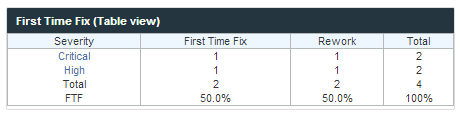 First Time Fix (Table view)
Severity First Time Fix Rework Total
Critical 1 1 2
High 1 1 2
Total 2 2 4
FTF 50.0% 50.0% 100%